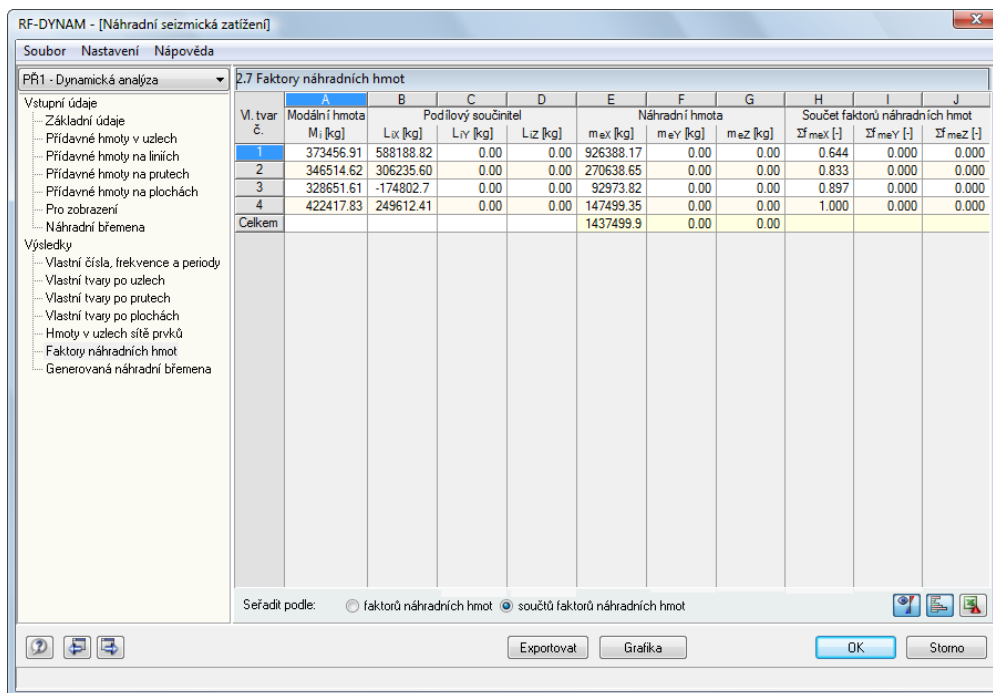 RF-DYNAM - [Náhradní seizmická zatížení]
Soubor Nastavení Nápověda
PŘ1 - Dynamická analýza
Vstupní údaje
Základní údaje
Přídavné hmoty v uzlech
Přídavné hmoty na liniích
Přídavné hmoty na prutech
Přídavné hmoty na plochách
Pro zobrazení
Náhradní břemena
Výsledky
Vlastní čísla, frekvence a periody
Vlastní tvary po uzlech
Vlastní tvary po prutech
Vlastní tvary po plochách
Hmoty v uzlech sítě prvků
Faktory náhradních hmot
Generovaná náhradní břemena
2.7 Faktory náhradních hmot
A B C D E F G H I J
Vl. tvar Modální hmota Podílový součinitel Náhradní hmota Součet faktorů náhradních hmot
č. Mi [kg] LiX [kg] LiY [kg] LiZ [kg] meX [kg] meY [kg] meZ [kg] Σf meX [-] Σf meY [-] Σf meZ [-]
1 373456.91 588188.82 0.00 0.00 926388.17 0.00 0.00 0.644 0.000 0.000
2 346514.62 306235.60 0.00 0.00 270638.65 0.00 0.00 0.833 0.000 0.000
3 328651.61 -174802.7 0.00 0.00 92973.82 0.00 0.00 0.897 0.000 0.000
4 422417.83 249612.41 0.00 0.00 147499.35 0.00 0.00 1.000 0.000 0.000
Celkem 1437499.9 0.00 0.00
Seřadit podle: faktorů náhradních hmot součtů faktorů náhradních hmot
Exportovat Grafika OK Storno